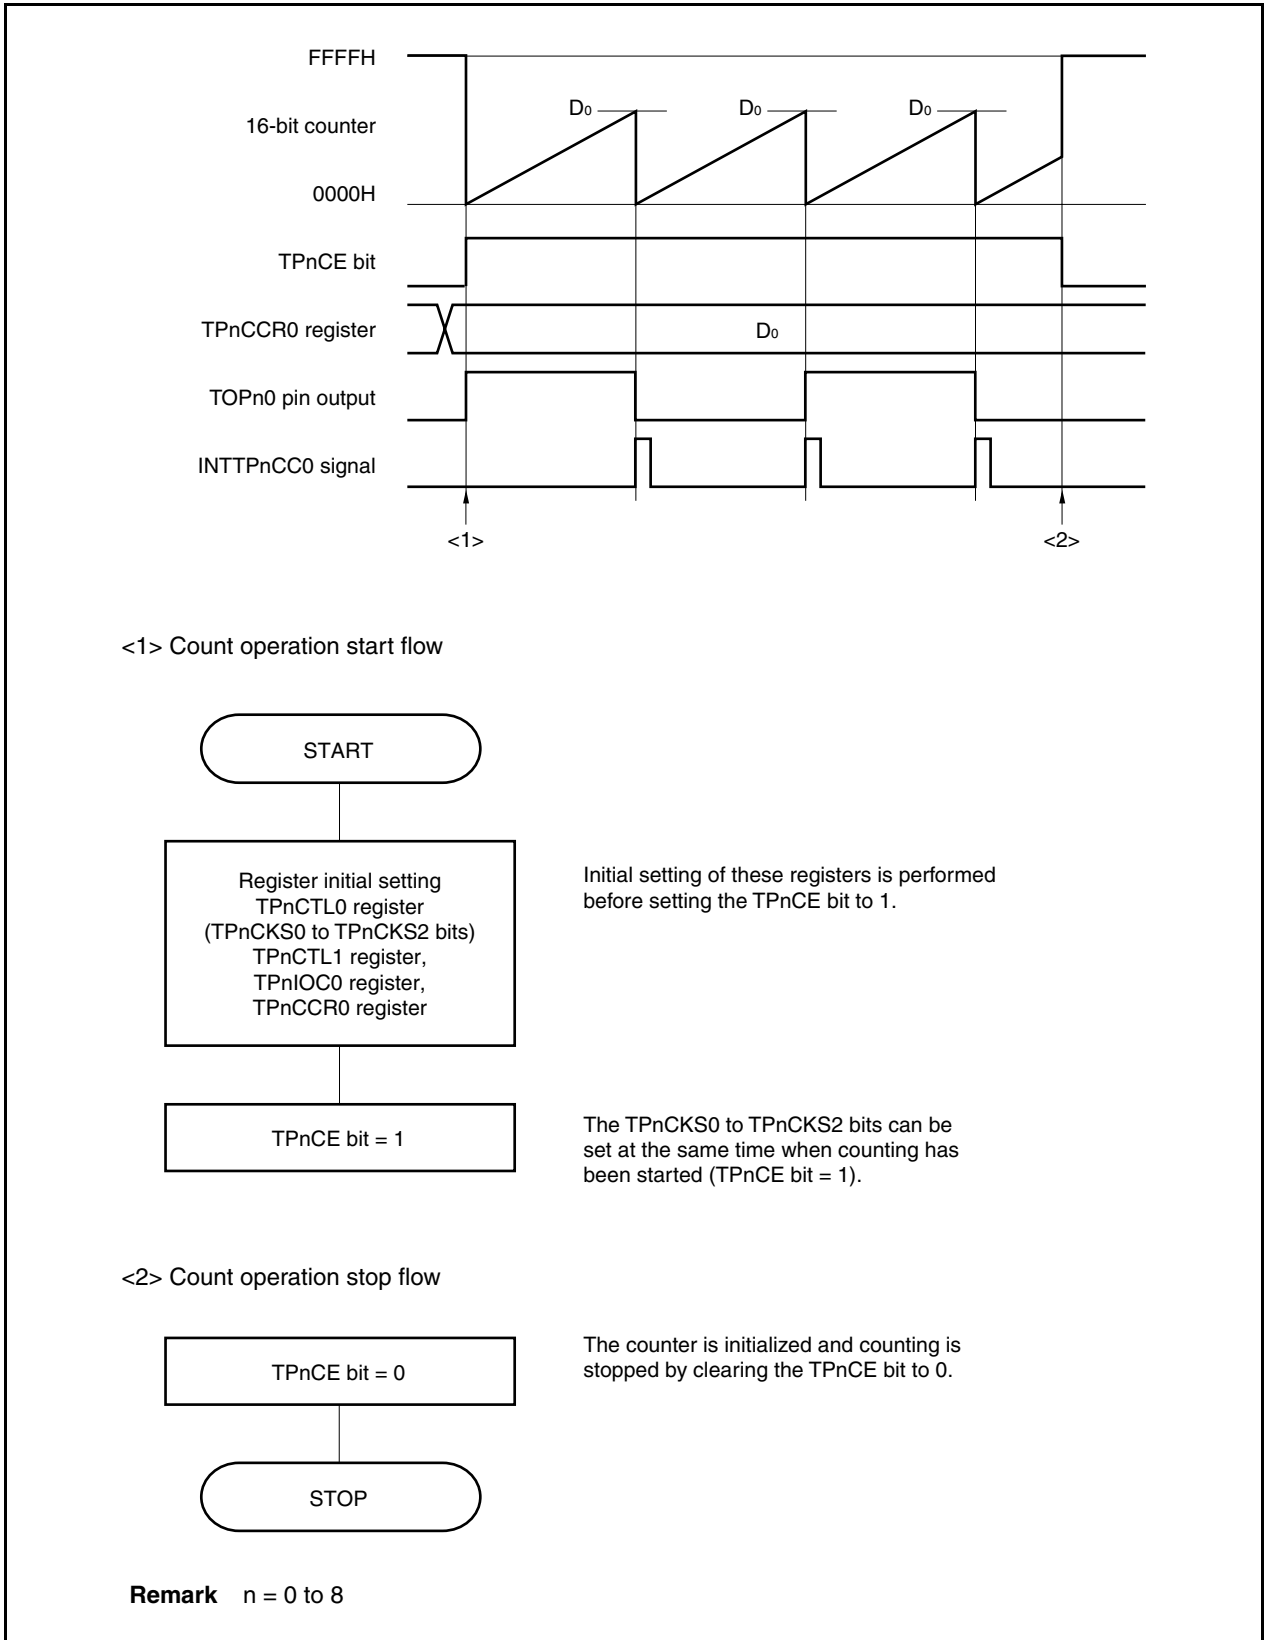 FFFFH
D0 D0 D0
16-bit counter
0000H
TPnCE bit
TPnCCR0 register D0
TOPn0 pin output
INTTPnCC0 signal
<1> <2>
<1> Count operation start flow
START
Register initial setting
TPnCTL0 register
(TPnCKS0 to TPnCKS2 bits)
TPnCTL1 register,
TPnIOC0 register,
TPnCCR0 register
Initial setting of these registers is performed
before setting the TPnCE bit to 1.
TPnCE bit = 1
The TPnCKS0 to TPnCKS2 bits can be
set at the same time when counting has
been started (TPnCE bit = 1).
<2> Count operation stop flow
TPnCE bit = 0
The counter is initialized and counting is
stopped by clearing the TPnCE bit to 0.
STOP
Remark n = 0 to 8